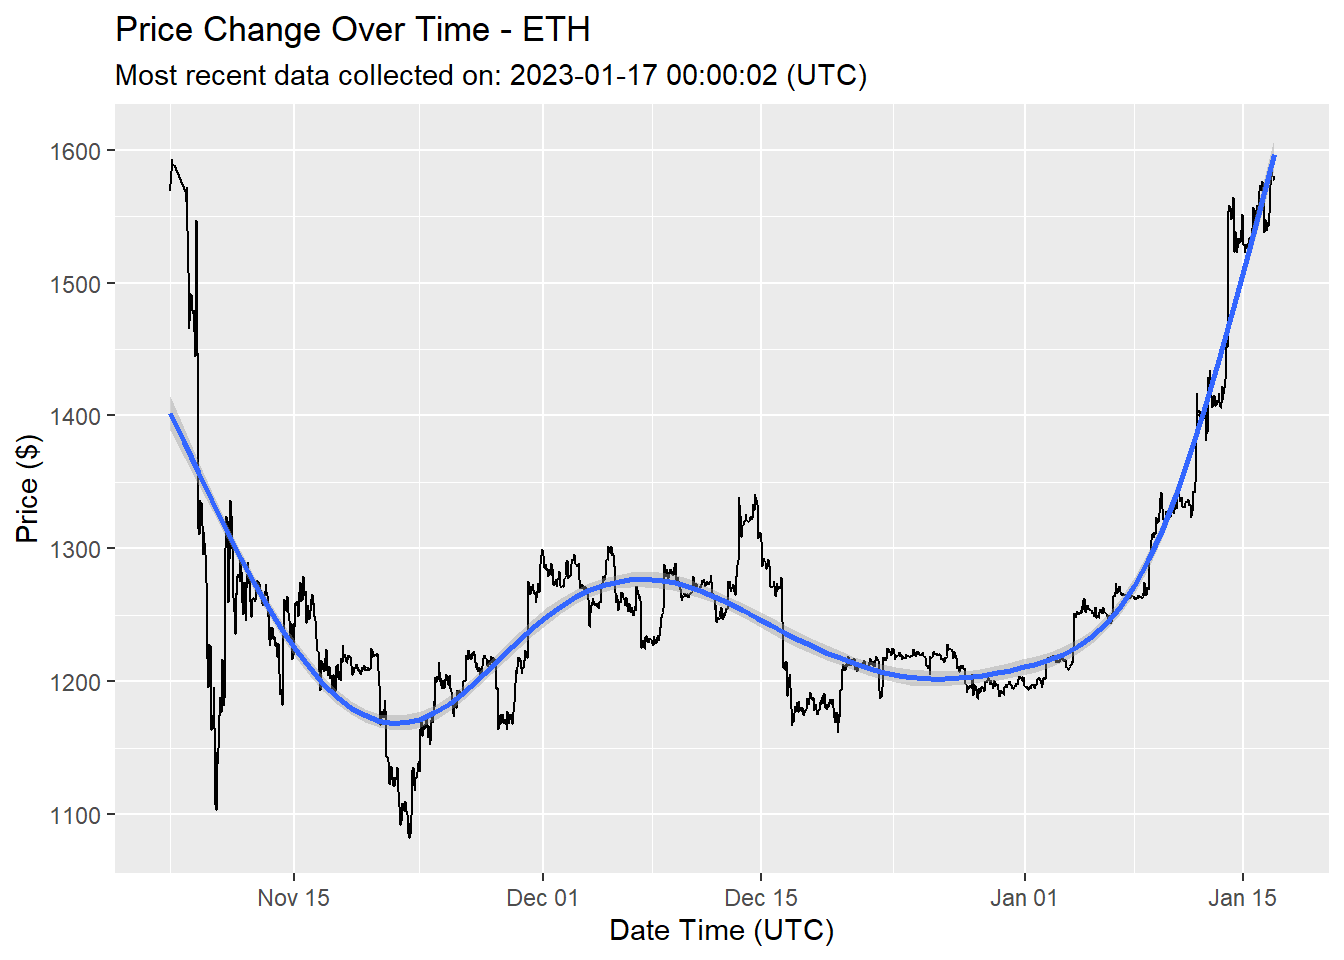 Price Change Over Time - ETH
Most recent data collected on: 2023-01-17 00:00:02 (UTC)
Price ($)
1600
1500
1400
1300
1200
1100
Nov 15
Dec 01
Dec 15
Jan 01
Jan 15
Date Time (UTC)